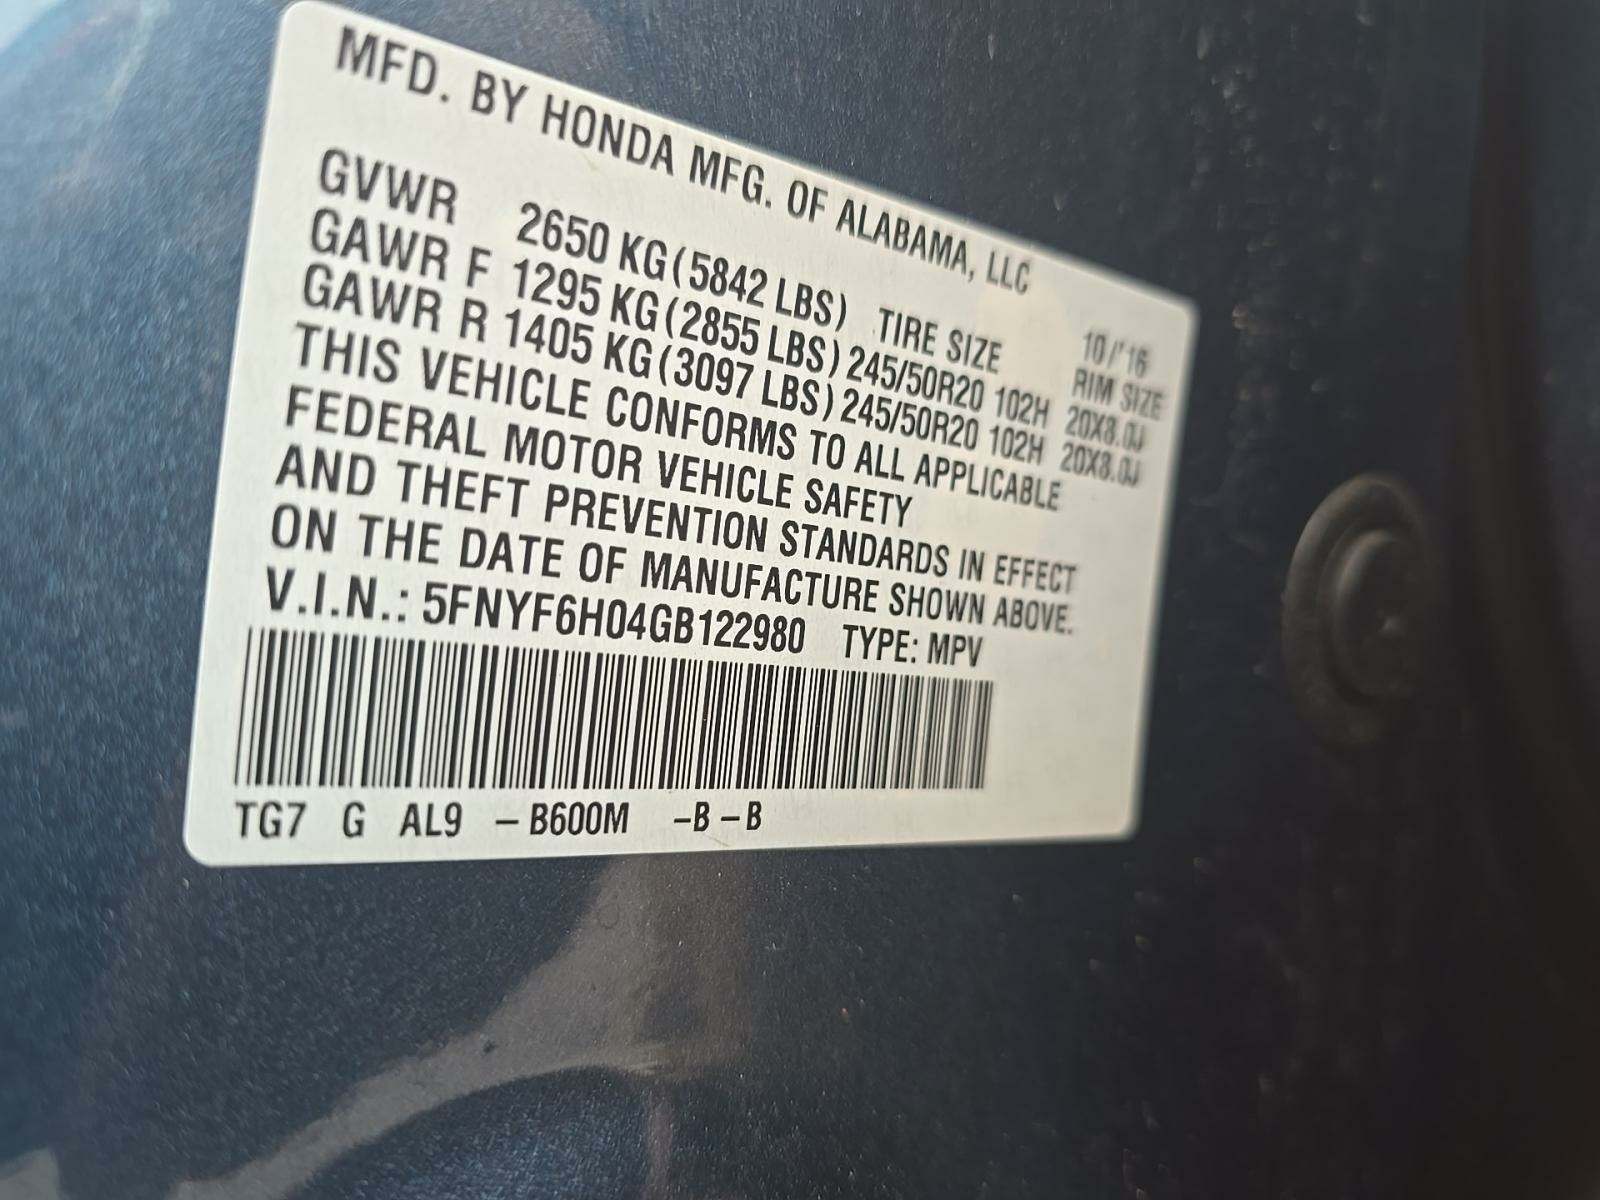 MFD. BY HONDA MFG. OF ALABAMA, LLC
10/'16
GVWR 2650 KG (5842 LBS) TIRE SIZE RIM SIZE
GAWR F 1295 KG (2855 LBS) 245/50R20 102H 20X8.0J
GAWR R 1405 KG (3097 LBS) 245/50R20 102H 20X8.0J
THIS VEHICLE CONFORMS TO ALL APPLICABLE
FEDERAL MOTOR VEHICLE SAFETY
AND THEFT PREVENTION STANDARDS IN EFFECT
ON THE DATE OF MANUFACTURE SHOWN ABOVE.
V.I.N.: 5FNYF6H04GB122980 TYPE: MPV
TG7 G AL9 – B600M –B – B